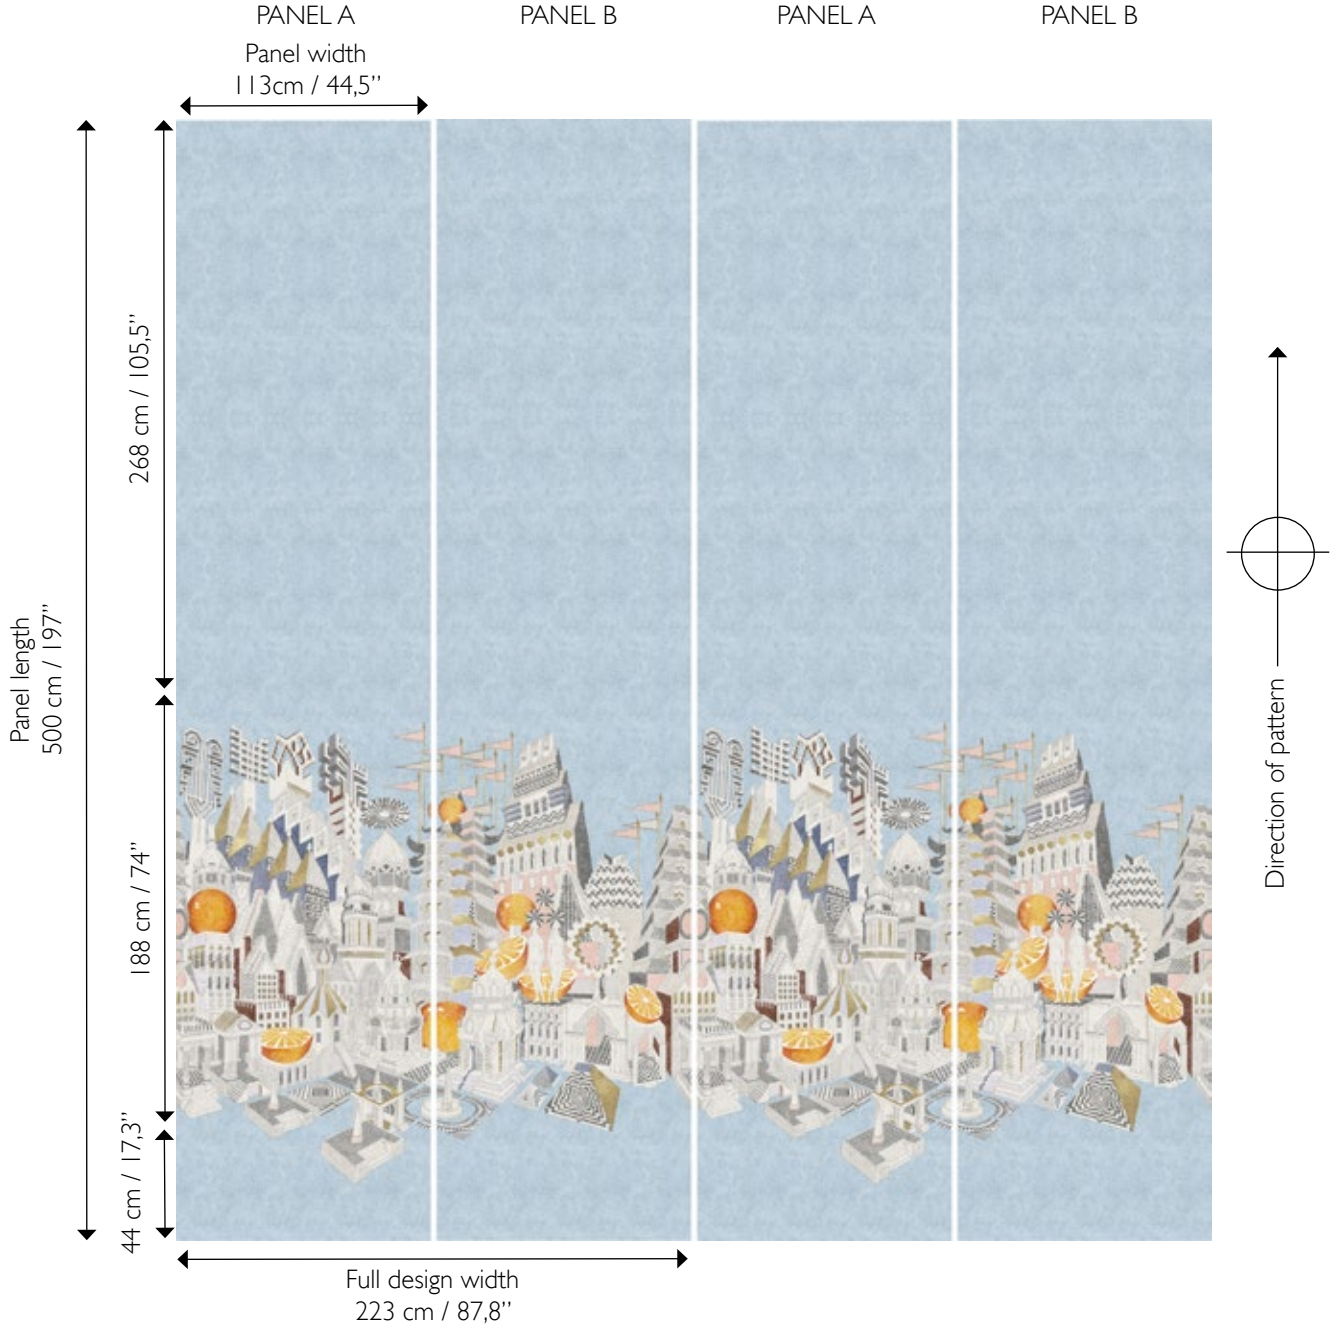 PANEL A
PANEL B
PANEL A
PANEL B
Panel width
113cm / 44,5”
268 cm / 105,5”
Panel length
500 cm / 197”
188 cm / 74”
44 cm / 17,3”
Direction of pattern
Full design width
223 cm / 87,8”